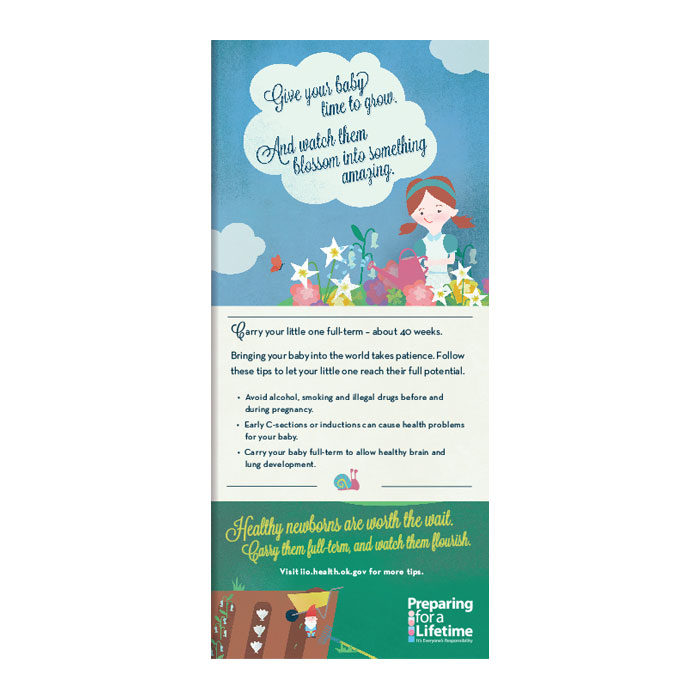 Give your baby
time to grow.
And watch them
blossom into something
amazing.
Carry your little one full-term – about 40 weeks.
Bringing your baby into the world takes patience. Follow
these tips to let your little one reach their full potential.
• Avoid alcohol, smoking and illegal drugs before and
during pregnancy.
• Early C-sections or inductions can cause health problems
for your baby.
• Carry your baby full-term to allow healthy brain and
lung development.
Healthy newborns are worth the wait.
Carry them full-term, and watch them flourish.
Visit iio.health.ok.gov for more tips.
Preparing
for a
Lifetime
It's Everyone's Responsibility